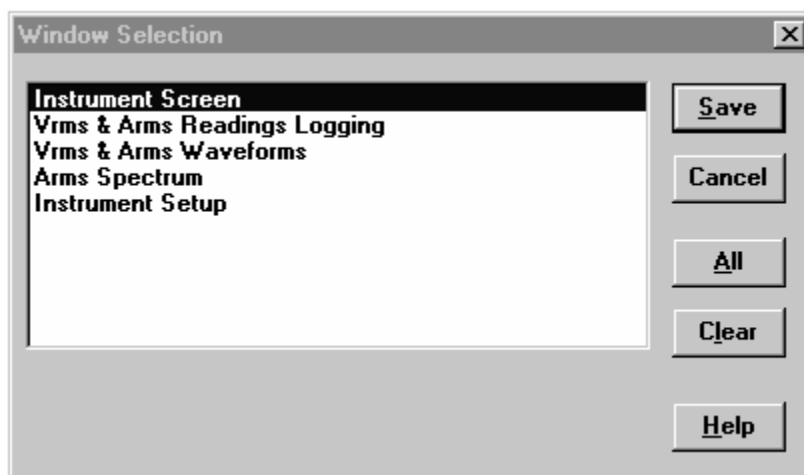 Window Selection
Instrument Screen
Vrms & Arms Readings Logging
Vrms & Arms Waveforms
Arms Spectrum
Instrument Setup
Save
Cancel
All
Clear
Help